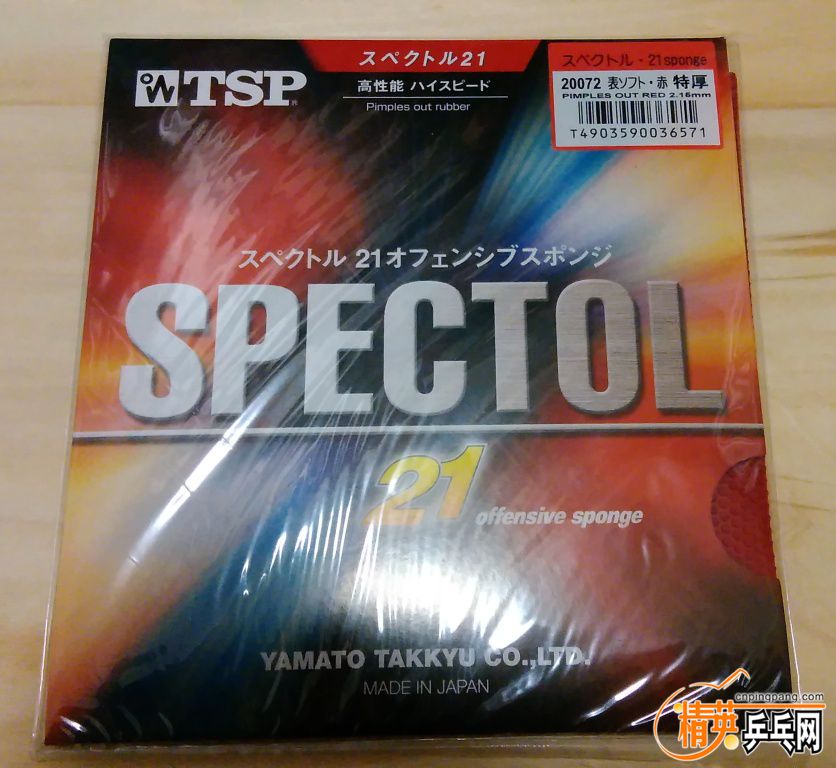 TSP
スペクトル21
高性能 ハイスピード
Pimples out rubber
スペクトル・21sponge
20072 表ソフト・赤 特厚
PIMPLES OUT RED 2.15mm
T4903590036571
スペクトル 21オフェンシブスポンジ
SPECTOL
21 offensive sponge
YAMATO TAKKYU CO.,LTD.
MADE IN JAPAN
cnpingpang.com
精英乒乓网